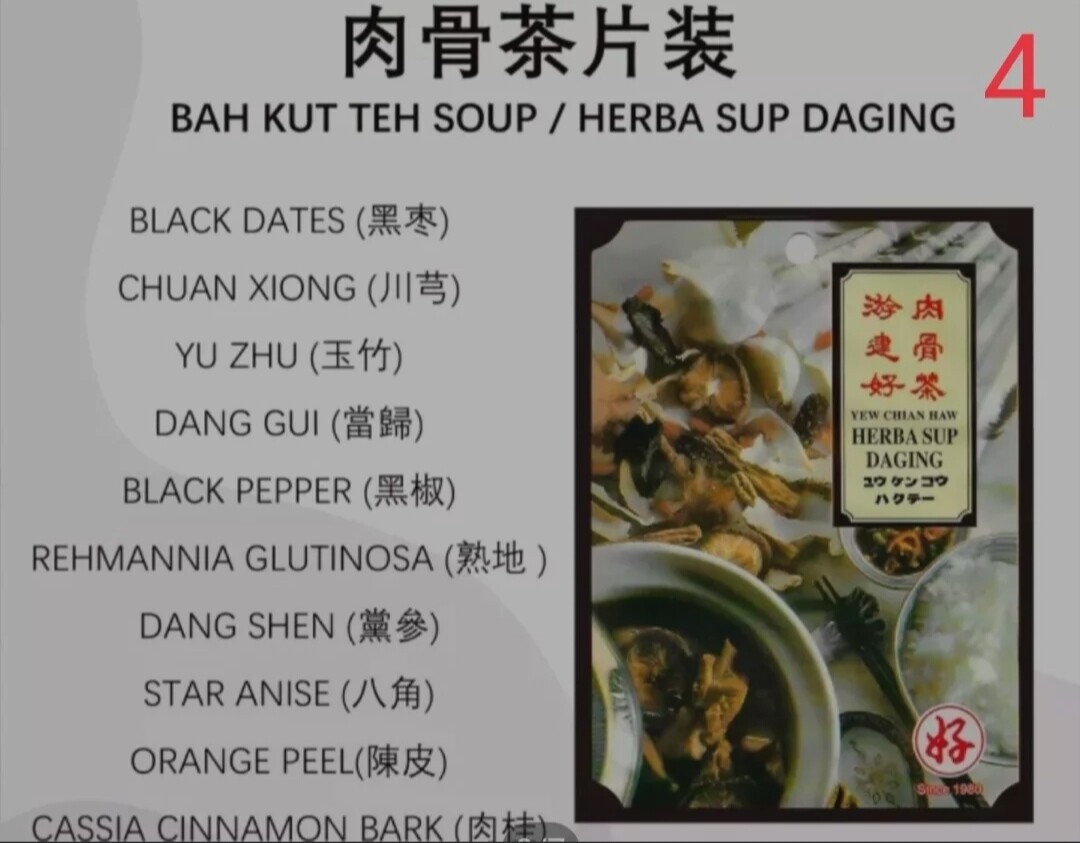 肉骨茶片装
4
BAH KUT TEH SOUP / HERBA SUP DAGING
BLACK DATES (黑枣)
CHUAN XIONG (川芎)
YU ZHU (玉竹)
DANG GUI (當歸)
BLACK PEPPER (黑椒)
REHMANNIA GLUTINOSA (熟地 )
DANG SHEN (黨參)
STAR ANISE (八角)
ORANGE PEEL(陳皮)
CASSIA CINNAMON BARK (肉桂)
肉骨茶
游建好
YEW CHIAN HAW
HERBA SUP
DAGING
ユウ ケン コウ
ハクテー
好
Since 1980